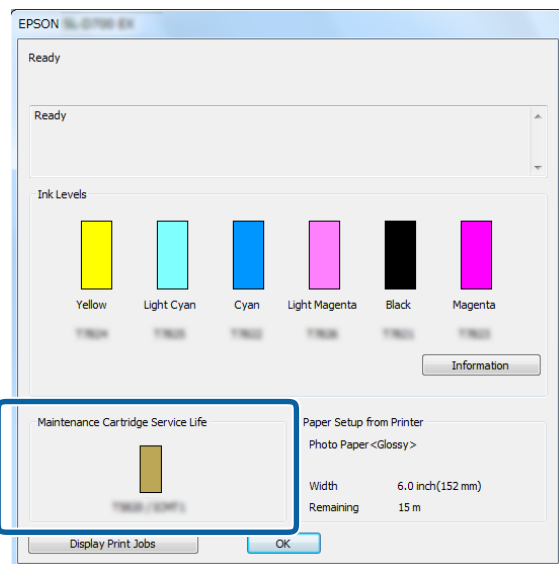 EPSON
Ready
Ready
Ink Levels
Yellow Light Cyan Cyan Light Magenta Black Magenta
Information
Maintenance Cartridge Service Life
Paper Setup from Printer
Photo Paper<Glossy>
Width 6.0 inch(152 mm)
Remaining 15 m
Display Print Jobs OK